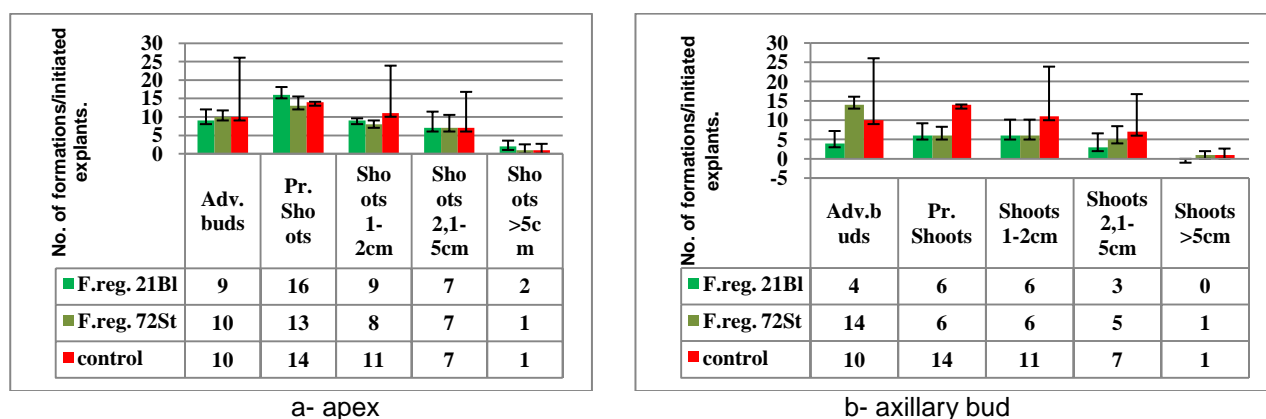 No. of formations/initiated
explants.
30
25
20
15
10
5
0
Adv.
buds
Pr.
Sho
ots
Sho
ots
1-
2cm
Sho
ots
2,1-
5cm
Sho
ots
>5c
m
F.reg. 21Bl 9 16 9 7 2
F.reg. 72St 10 13 8 7 1
control 10 14 11 7 1
a- apex
No. of formations/initiated
explants.
30
25
20
15
10
5
0
-5
Adv.b
uds
Pr.
Shoots
Shoots
1-2cm
Shoots
2,1-
5cm
Shoots
>5cm
F.reg. 21Bl 4 6 6 3 0
F.reg. 72St 14 6 6 5 1
control 10 14 11 7 1
b- axillary bud